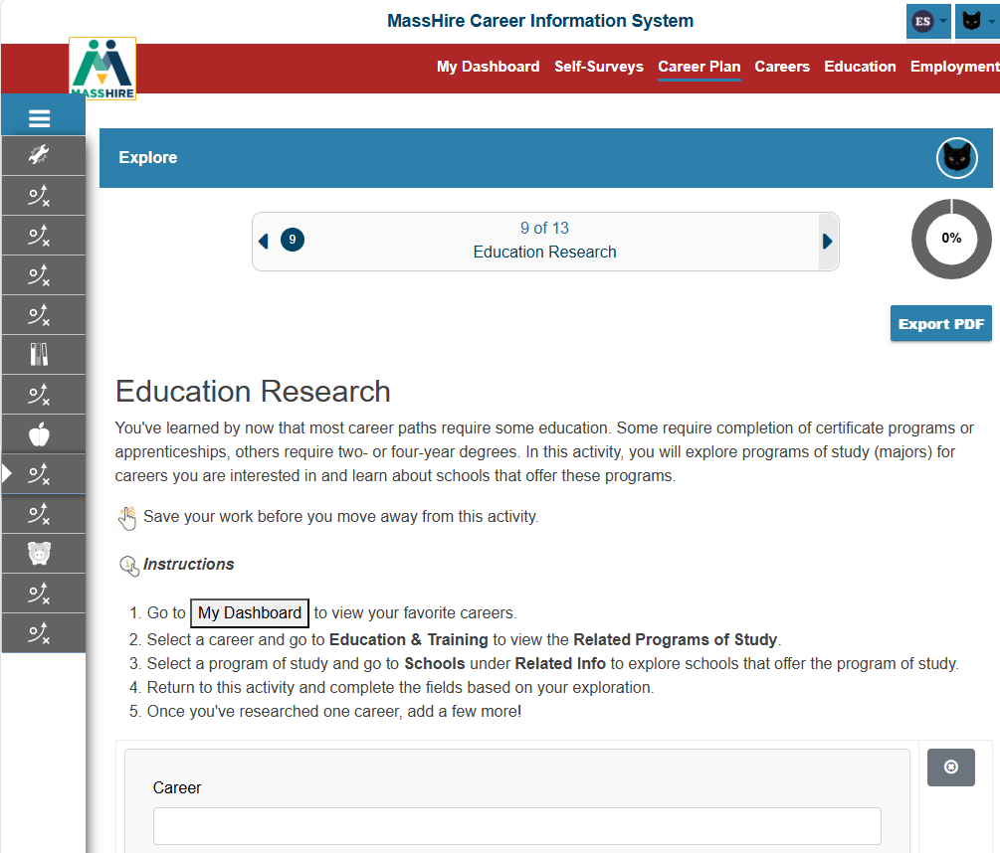 MassHire Career Information System
ES
MASSHIRE
My Dashboard Self-Surveys Career Plan Careers Education Employment
Explore
9
9 of 13
Education Research
0%
Export PDF
Education Research
You've learned by now that most career paths require some education. Some require completion of certificate programs or
apprenticeships, others require two- or four-year degrees. In this activity, you will explore programs of study (majors) for
careers you are interested in and learn about schools that offer these programs.
Save your work before you move away from this activity.
Instructions
1. Go to My Dashboard to view your favorite careers.
2. Select a career and go to Education & Training to view the Related Programs of Study.
3. Select a program of study and go to Schools under Related Info to explore schools that offer the program of study.
4. Return to this activity and complete the fields based on your exploration.
5. Once you've researched one career, add a few more!
Career